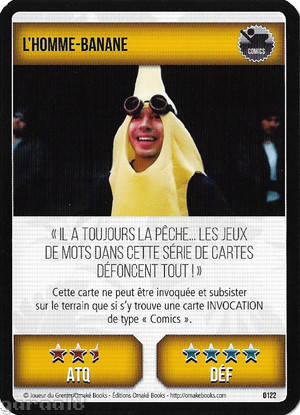 L'HOMME-BANANE
COMICS
« IL A TOUJOURS LA PÊCHE... LES JEUX
DE MOTS DANS CETTE SÉRIE DE CARTES
DÉFONCENT TOUT ! »
Cette carte ne peut être invoquée et subsister
sur le terrain que si s'y trouve une carte INVOCATION
de type « Comics ».
ATQ
DÉF
© Joueur du Grenier/Omaké Books - Éditions Omaké Books - http://omakebooks.com/
0122